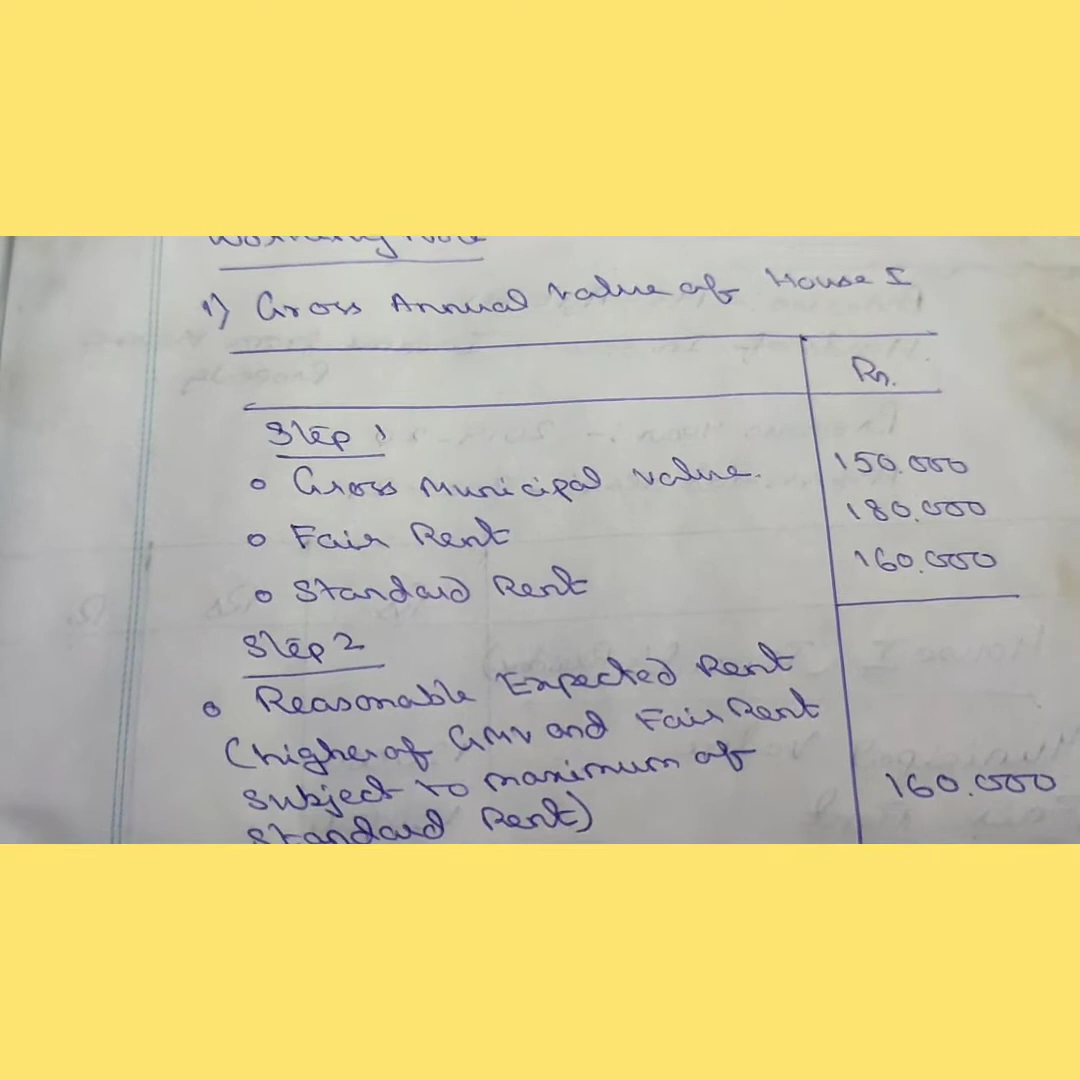 Working Note
1) Gross Annual Value of House I
Rs.
Step 1
Gross Municipal Value. 150.000
Fair Rent 180.000
Standard Rent 160.000
Step 2
Reasonable Expected Rent
(higher of GMV and Fair Rent
subject to maximum of
Standard Rent) 160.000